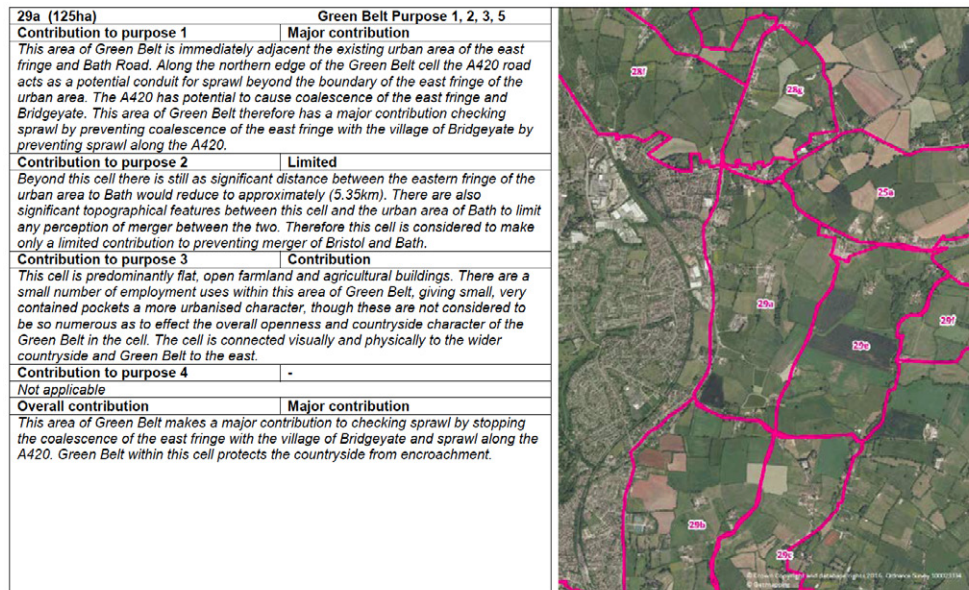 29a (125ha) Green Belt Purpose 1, 2, 3, 5
Contribution to purpose 1 Major contribution
This area of Green Belt is immediately adjacent the existing urban area of the east
fringe and Bath Road. Along the northern edge of the Green Belt cell the A420 road
acts as a potential conduit for sprawl beyond the boundary of the east fringe of the
urban area. The A420 has potential to cause coalescence of the east fringe and
Bridgeyate. This area of Green Belt therefore has a major contribution checking
sprawl by preventing coalescence of the east fringe with the village of Bridgeyate by
preventing sprawl along the A420.
Contribution to purpose 2 Limited
Beyond this cell there is still as significant distance between the eastern fringe of the
urban area to Bath would reduce to approximately (5.35km). There are also
significant topographical features between this cell and the urban area of Bath to limit
any perception of merger between the two. Therefore this cell is considered to make
only a limited contribution to preventing merger of Bristol and Bath.
Contribution to purpose 3 Contribution
This cell is predominantly flat, open farmland and agricultural buildings. There are a
small number of employment uses within this area of Green Belt, giving small, very
contained pockets a more urbanised character, though these are not considered to
be so numerous as to effect the overall openness and countryside character of the
Green Belt in the cell. The cell is connected visually and physically to the wider
countryside and Green Belt to the east.
Contribution to purpose 4 -
Not applicable
Overall contribution Major contribution
This area of Green Belt makes a major contribution to checking sprawl by stopping
the coalescence of the east fringe with the village of Bridgeyate and sprawl along the
A420. Green Belt within this cell protects the countryside from encroachment.
28f
28g
25a
29a
29e
29f
29b
29c
© Crown Copyright and database rights 2016. Ordnance Survey 100023334
© Getmapping